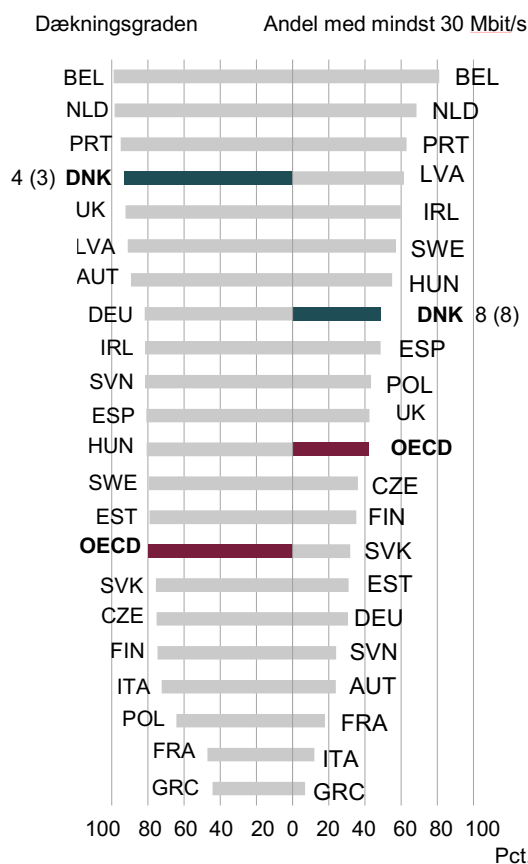 Dækningsgraden Andel med mindst 30 Mbit/s
BEL BEL
NLD NLD
PRT PRT
4 (3) DNK LVA
UK IRL
LVA SWE
AUT HUN
DEU DNK 8 (8)
IRL ESP
SVN POL
ESP UK
HUN OECD
SWE CZE
EST FIN
OECD SVK
SVK EST
CZE DEU
FIN SVN
ITA AUT
POL FRA
FRA ITA
GRC GRC
100 80 60 40 20 0 20 40 60 80 100
Pct